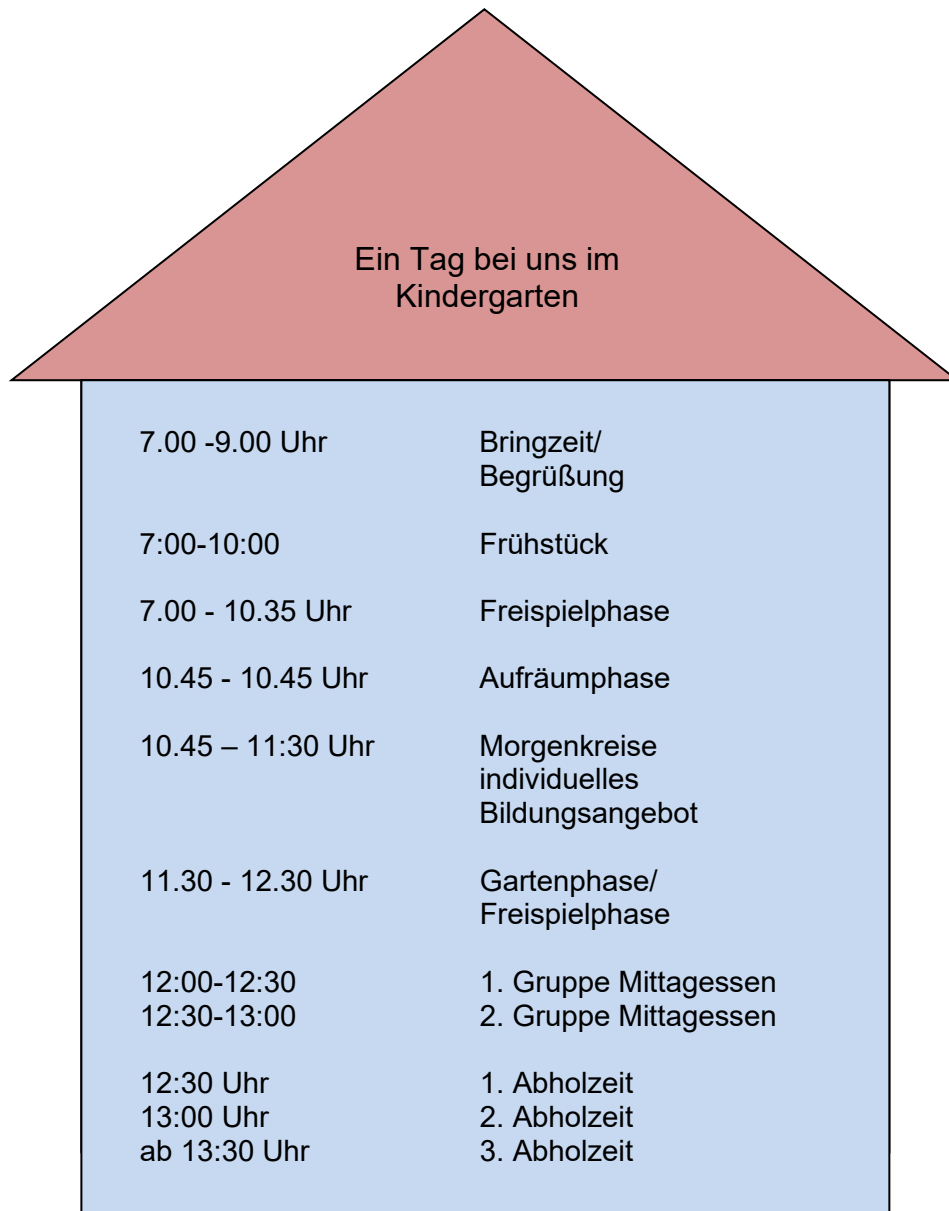 Ein Tag bei uns im
Kindergarten
7.00 -9.00 Uhr Bringzeit/
Begrüßung
7:00-10:00 Frühstück
7.00 - 10.35 Uhr Freispielphase
10.45 - 10.45 Uhr Aufräumphase
10.45 – 11:30 Uhr Morgenkreise
individuelles
Bildungsangebot
11.30 - 12.30 Uhr Gartenphase/
Freispielphase
12:00-12:30 1. Gruppe Mittagessen
12:30-13:00 2. Gruppe Mittagessen
12:30 Uhr 1. Abholzeit
13:00 Uhr 2. Abholzeit
ab 13:30 Uhr 3. Abholzeit